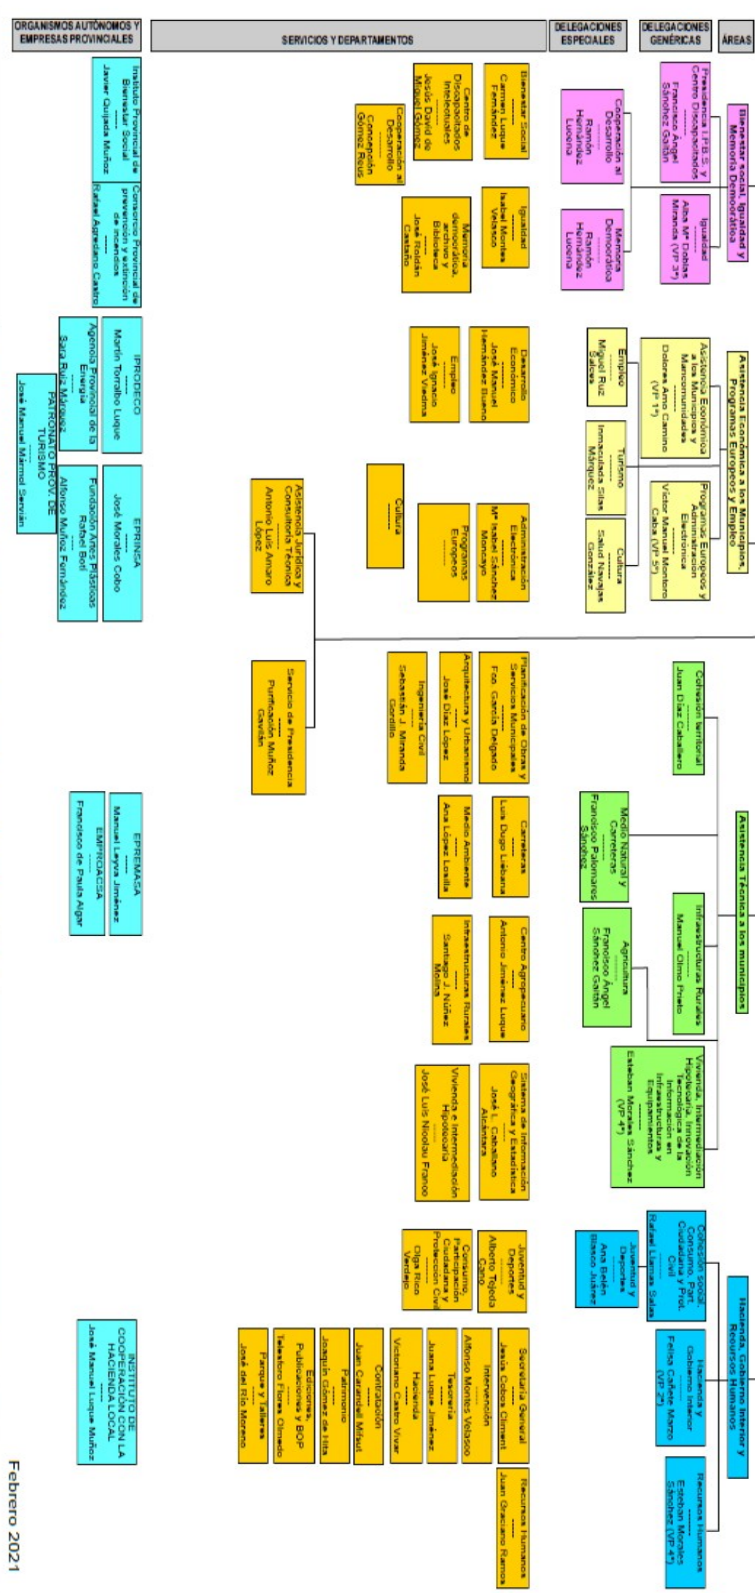 ÁREAS
Bienestar social, Igualdad y
Memoria Democrática
Asistencia Económica a los Municipios,
Programas Europeos y Empleo
Asistencia Técnica a los municipios
Hacienda, Gobierno Interior y
Recursos Humanos
DELEGACIONES
GENÉRICAS
Presidencia I.P.B.S. y
Centro Discapacitados
--------
Francisco Ángel
Sánchez Gaitán
Igualdad
--------
Alba Mª Doblas
Miranda (VP 3ª)
Asistencia Económica
a los Municipios y
Mancomunidades
--------
Dolores Amo Camino
(VP 1ª)
Programas Europeos y
Administración
Electrónica
--------
Víctor Manuel Montoro
Caba (VP 5ª)
Cohesión territorial
--------
Juan Díaz Caballero
Infraestructuras Rurales
--------
Manuel Olmo Prieto
Vivienda, Intermediación
Hipotecaria, Innovación
Tecnológica de la
Información en
Infraestructuras y
Equipamientos
--------
Esteban Morales Sánchez
(VP 4ª)
Cohesión social,
Consumo, Part.
Ciudadana y Prot.
Civil
--------
Rafael Llamas Salas
Hacienda y
Gobierno Interior
--------
Felisa Cañete Marzo
(VP 2ª)
Recursos Humanos
--------
Esteban Morales
Sánchez (VP 4ª)
DELEGACIONES
ESPECIALES
Cooperación al
Desarrollo
--------
Ramón
Hernández
Lucena
Memoria
Democrática
--------
Ramón
Hernández
Lucena
Empleo
--------
Miguel Ruz
Salces
Turismo
--------
Inmaculada Silas
Márquez
Cultura
--------
Salud Navajas
González
Medio Natural y
Carreteras
--------
Francisco Palomares
Sánchez
Agricultura
--------
Francisco Ángel
Sánchez Gaitán
Juventud y
Deportes
--------
Ana Belén
Blasco Juárez
SERVICIOS Y DEPARTAMENTOS
Bienestar Social
--------
Carmen Luque
Fernández
Igualdad
--------
Isabel Montes
Velasco
Centro de
Discapacitados
Intelectuales
--------
Jesús David de
Miguel Gómez
Memoria
democrática,
archivo y
Biblioteca
--------
José Roldán
Castaño
Cooperación al
Desarrollo
--------
Concepción
Gómez Reus
Desarrollo
Económico
--------
José Manuel
Hernández Bueno
Administración
Electrónica
--------
Mª Isabel Sánchez
Moncayo
Empleo
--------
José Ignacio
Jiménez Viedma
Programas
Europeos
--------
Cultura
--------
Asistencia Jurídica y
Consultoría Técnica
--------
Antonio Luis Amaro
López
Servicio de Presidencia
--------
Purificación Muñoz
Gavilán
Planificación de Obras y
Servicios Municipales
--------
Fco. García Delgado
Carreteras
--------
Luis Dugo Liébana
Centro Agropecuario
--------
Antonio Jiménez Luque
Sistema de Información
Geográfica y Estadística
--------
José L. Caballano
Alcántara
Arquitectura y Urbanismo
--------
José Díaz López
Medio Ambiente
--------
Ana López Losilla
Infraestructuras Rurales
--------
Santiago J. Núñez
Molina
Vivienda e Intermediación
Hipotecaria
--------
José Luis Nicolau Franco
Ingeniería Civil
--------
Sebastián J. Miranda
Gordillo
Juventud y
Deportes
--------
Alberto Tejeda
Cano
Consumo,
Participación
Ciudadana y
Protección Civil
--------
Olga Rico
Verdejo
Secretaría General
--------
Jesús Cobos Climent
Intervención
--------
Alfonso Montes Velasco
Tesorería
--------
Juana Luque Jiménez
Hacienda
--------
Victoriano Castro Vivar
Contratación
--------
Juan Carandell Mifsut
Patrimonio
--------
Joaquín Gómez de Hita
Ediciones,
Publicaciones y BOP
--------
Telesforo Flores Olmedo
Parque y Talleres
--------
José del Río Moreno
Recursos Humanos
--------
Juan Graciano Ramos
ORGANISMOS AUTÓNOMOS Y
EMPRESAS PROVINCIALES
Instituto Provincial de
Bienestar Social
--------
Javier Quijada Muñoz
Consorcio Provincial de
prevención y extinción
de incendios
--------
Rafael Agredano Castro
IPRODECO
--------
Martín Torralbo Luque
EPRINSA
--------
José Morales Cobo
Agencia Provincial de la
Energía
--------
Sara Ruiz Márquez
Fundación Artes Plásticas
Rafael Botí
--------
Alfonso Muñoz Fernández
PATRONATO PROV. DE
TURISMO
--------
José Manuel Mármol Servián
EPREMASA
--------
Manuel Leyva Jiménez
EMPROACSA
--------
Francisco de Paula Algar
INSTITUTO DE
COOPERACIÓN CON LA
HACIENDA LOCAL
--------
José Manuel Luque Muñoz
Febrero 2021